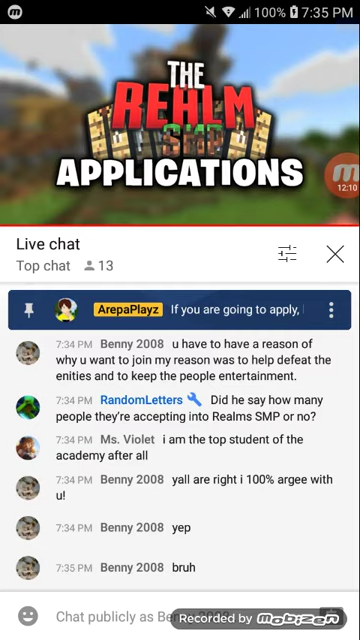 100% 7:35 PM
THE
REALM
SMP
APPLICATIONS
12:10
Live chat
Top chat 13
ArepaPlayz If you are going to apply,
7:34 PM Benny 2008 u have to have a reason of
why u want to join my reason was to help defeat the
enities and to keep the people entertainment.
7:34 PM RandomLetters Did he say how many
people they're accepting into Realms SMP or no?
7:34 PM Ms. Violet i am the top student of the
academy after all
7:34 PM Benny 2008 yall are right i 100% argee with
u!
7:34 PM Benny 2008 yep
7:35 PM Benny 2008 bruh
Chat publicly as Benny
Recorded by mobizen